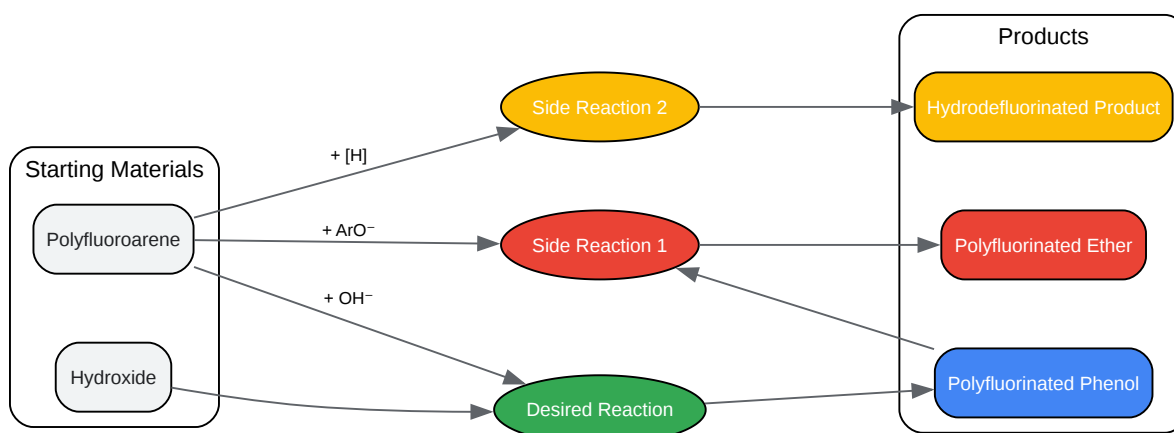 Products
Side Reaction 2
Hydrodefluorinated Product
+ [H]
Starting Materials
Polyfluoroarene
+ ArO⁻
Side Reaction 1
Polyfluorinated Ether
+ OH⁻
Hydroxide
Desired Reaction
Polyfluorinated Phenol